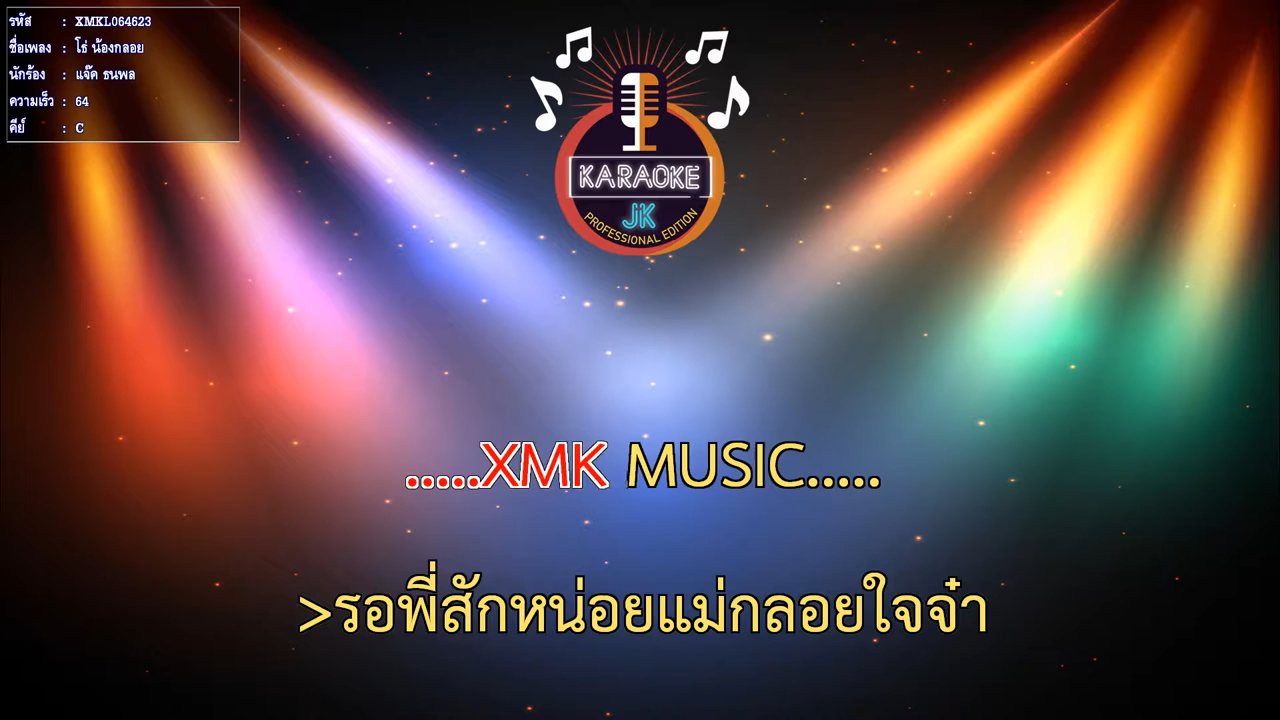 รหัส : XMKL064623
ชื่อเพลง : โธ่ น้องกลอย
นักร้อง : แจ๊ค ธนพล
ความเร็ว : 64
คีย์ : C
KARAOKE
JK
PROFESSIONAL EDITION
.....XMK MUSIC.....
>รอพี่สักหน่อยแม่กลอยใจจ๋า